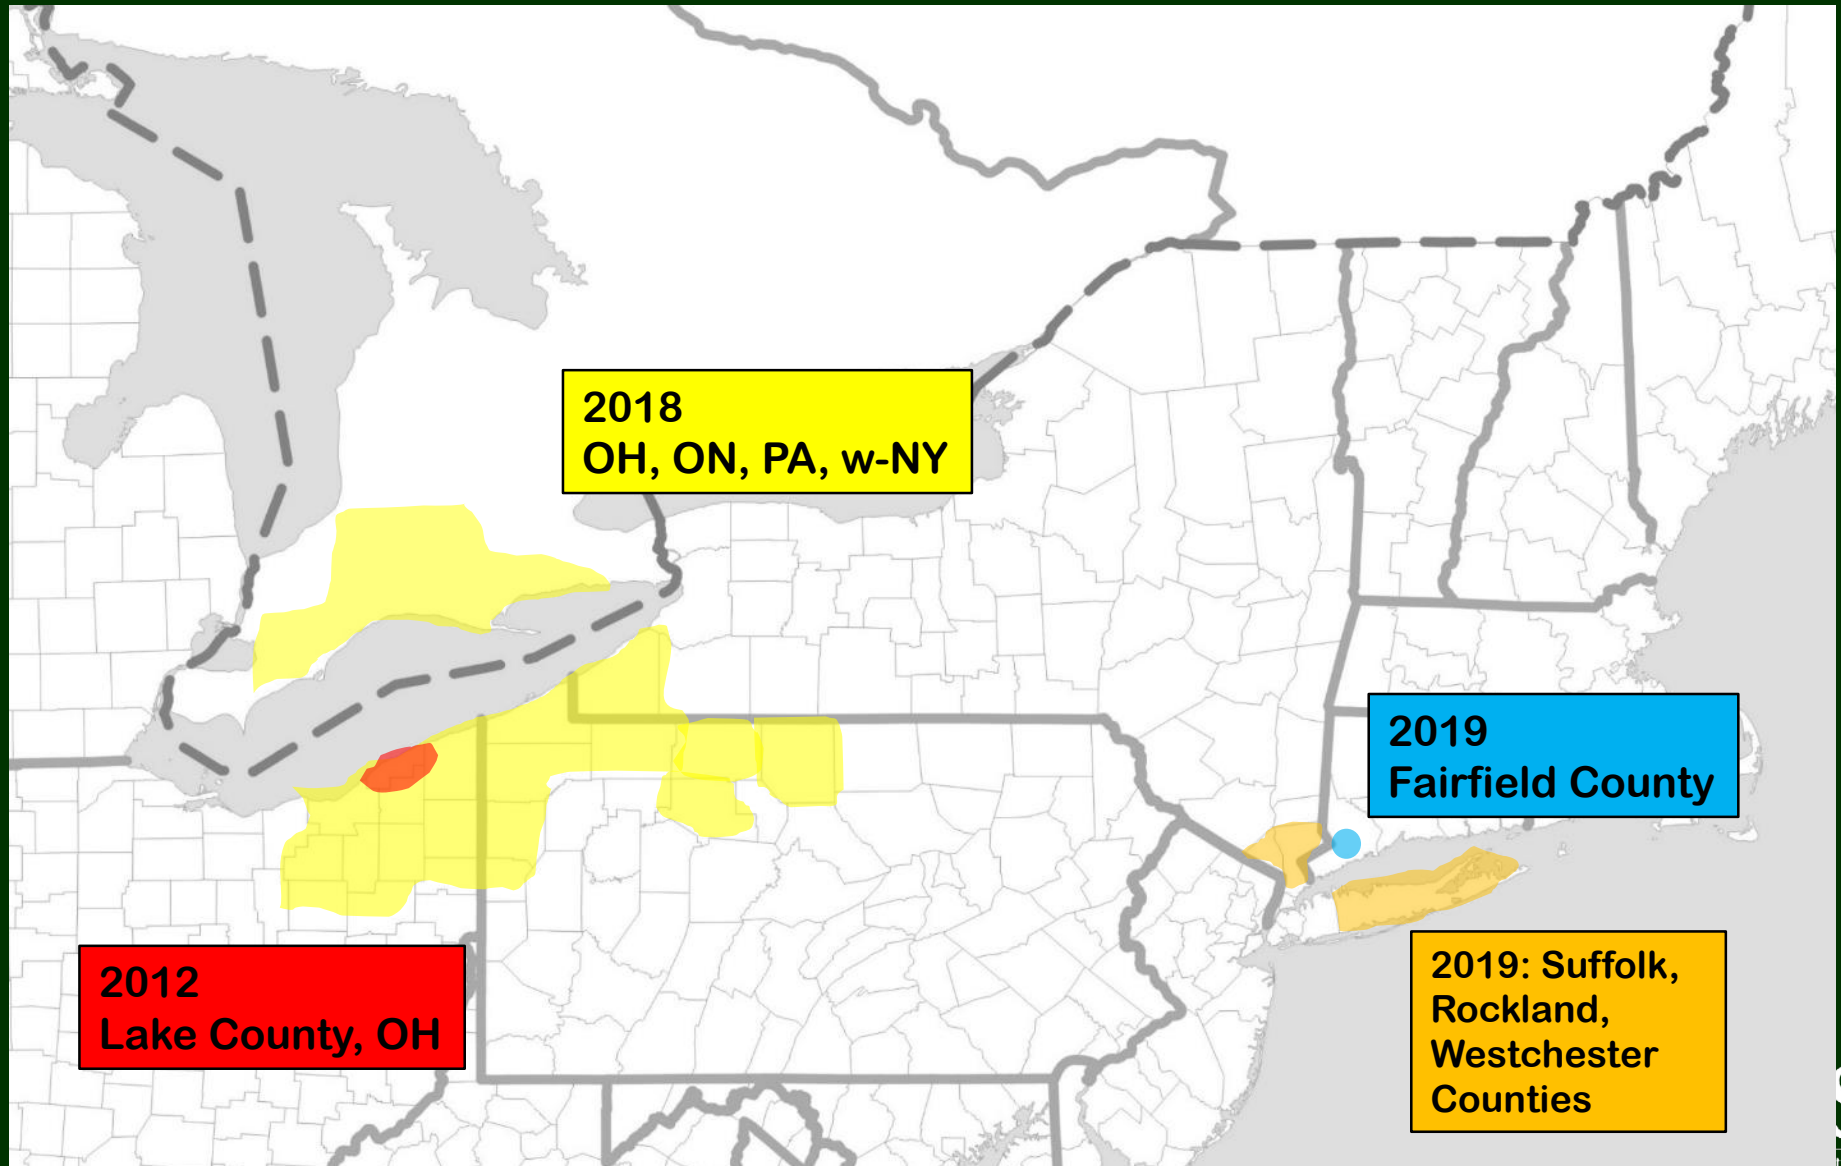 2018
OH, ON, PA, w-NY
2019
Fairfield County
2012
Lake County, OH
2019: Suffolk,
Rockland,
Westchester
Counties